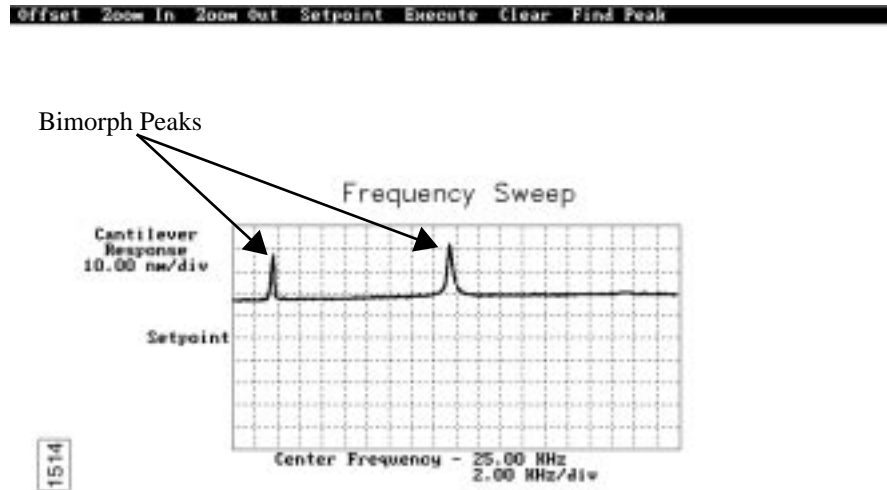 Offset Zoom In Zoom Out Setpoint Execute Clear Find Peak
Bimorph Peaks
Frequency Sweep
Cantilever
Response
10.00 nm/div
Setpoint
Center Frequency - 25.00 KHz
2.00 KHz/div
1514